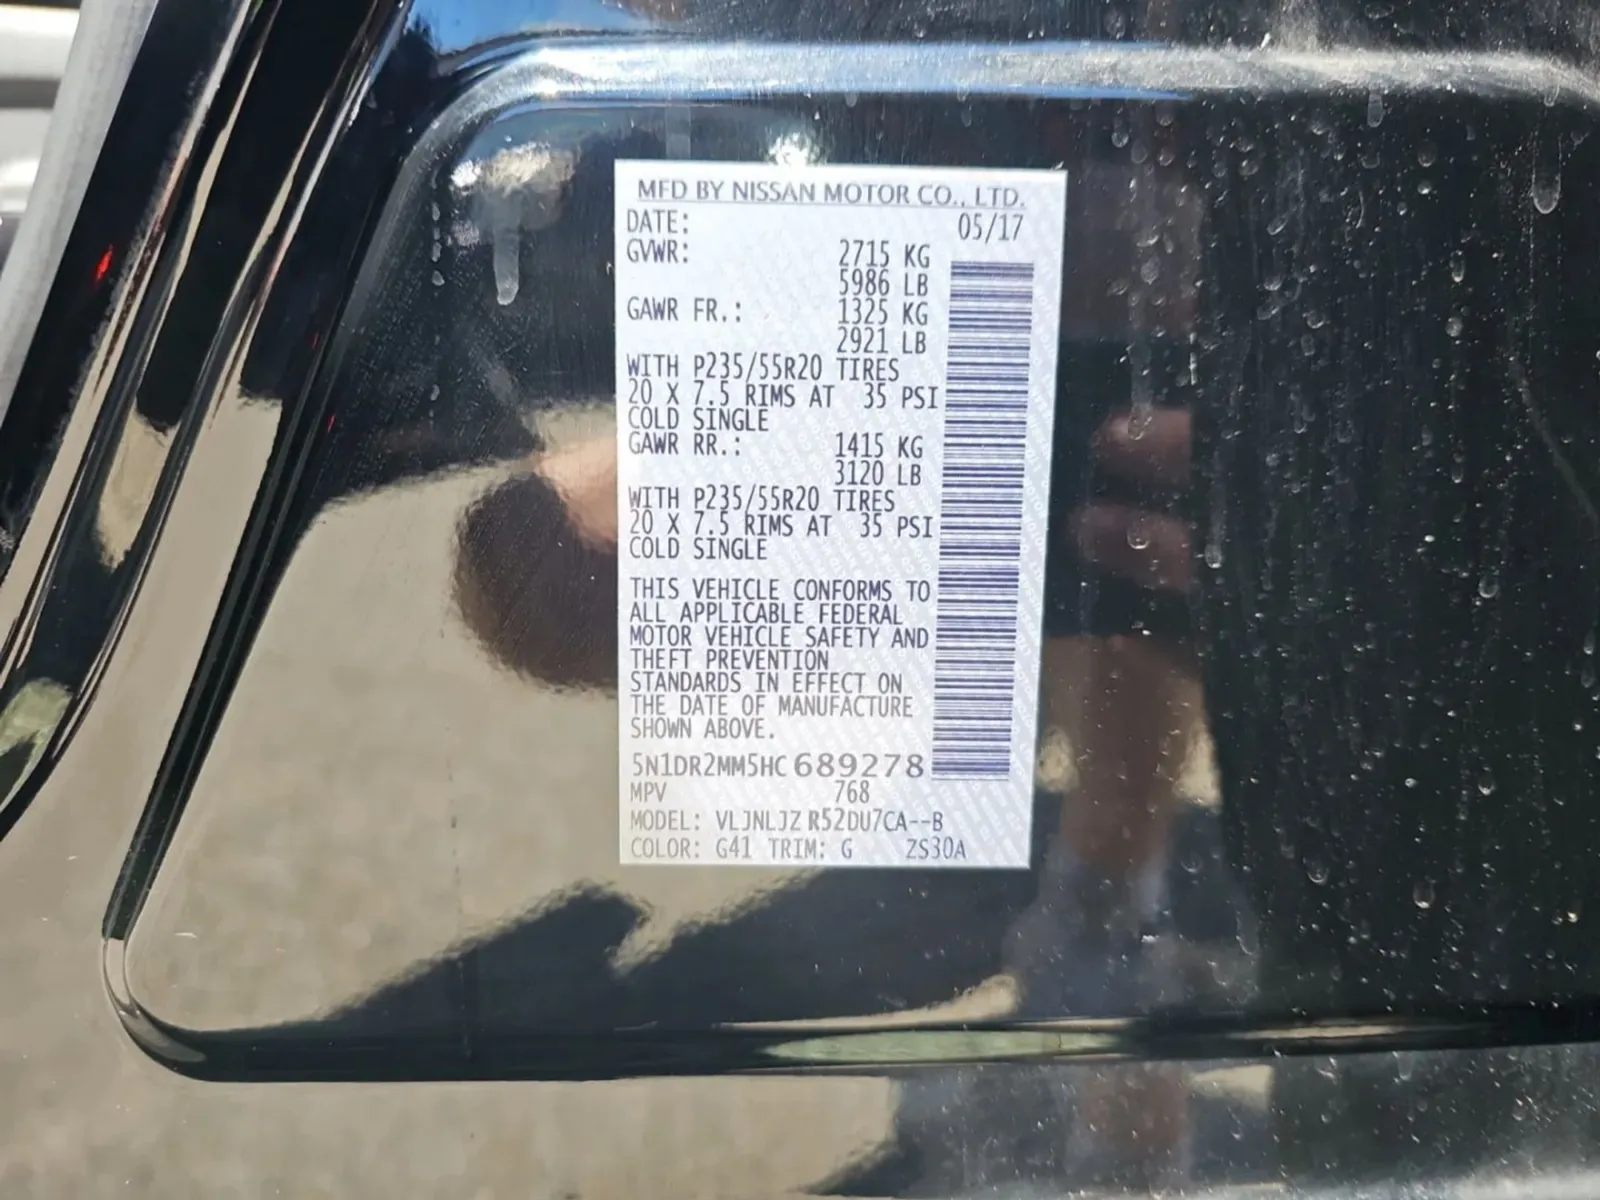 MFD BY NISSAN MOTOR CO., LTD.
DATE: 05/17
GVWR: 2715 KG
5986 LB
GAWR FR.: 1325 KG
2921 LB
WITH P235/55R20 TIRES
20 X 7.5 RIMS AT 35 PSI
COLD SINGLE
GAWR RR.: 1415 KG
3120 LB
WITH P235/55R20 TIRES
20 X 7.5 RIMS AT 35 PSI
COLD SINGLE
THIS VEHICLE CONFORMS TO
ALL APPLICABLE FEDERAL
MOTOR VEHICLE SAFETY AND
THEFT PREVENTION
STANDARDS IN EFFECT ON
THE DATE OF MANUFACTURE
SHOWN ABOVE.
5N1DR2MM5HC 689278
MPV 768
MODEL: VLJNLJZ R52DU7CA--B
COLOR: G41 TRIM: G ZS30A